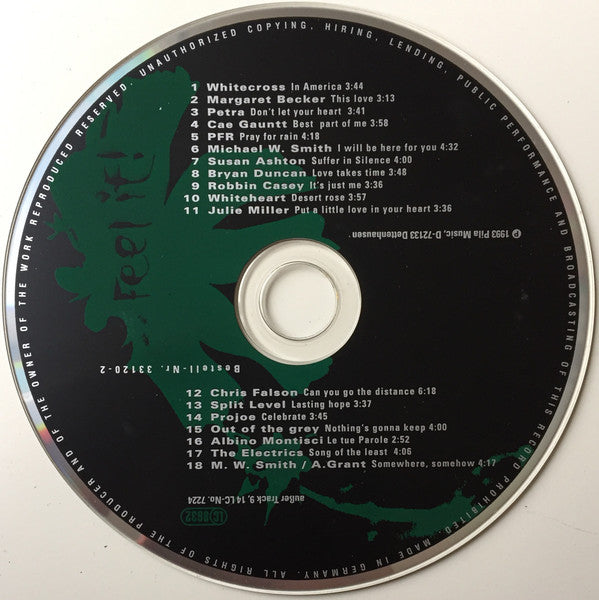 UNAUTHORIZED COPYING, HIRING, LENDING, PUBLIC PERFORMANCE AND BROADCASTING OF THIS RECORD PROHIBITED. MADE IN GERMANY. ALL RIGHTS OF THE PRODUCER AND OF THE OWNER OF THE WORK REPRODUCED RESERVED.
1 Whitecross In America 3:44
2 Margaret Becker This love 3:13
3 Petra Don't let your heart 3:41
4 Cae Gauntt Best part of me 3:58
5 PFR Pray for rain 4:18
6 Michael W. Smith I will be here for you 4:32
7 Susan Ashton Suffer in Silence 4:00
8 Bryan Duncan Love takes time 3:48
9 Robbin Casey It's just me 3:36
10 Whiteheart Desert rose 3:57
11 Julie Miller Put a little love in your heart 3:36
Feel it!
℗ 1993 Pila Music, D-72133 Dettenhausen
Bestell-Nr. 33120-2
12 Chris Falson Can you go the distance 6:18
13 Split Level Lasting hope 3:37
14 Projoe Celebrate 3:45
15 Out of the grey Nothing's gonna keep 4:00
16 Albino Montisci Le tue Parole 2:52
17 The Electrics Song of the least 4:06
18 M. W. Smith / A.Grant Somewhere, somehow 4:17
außer Track 9, 14 LC-No. 7224
LC 8632